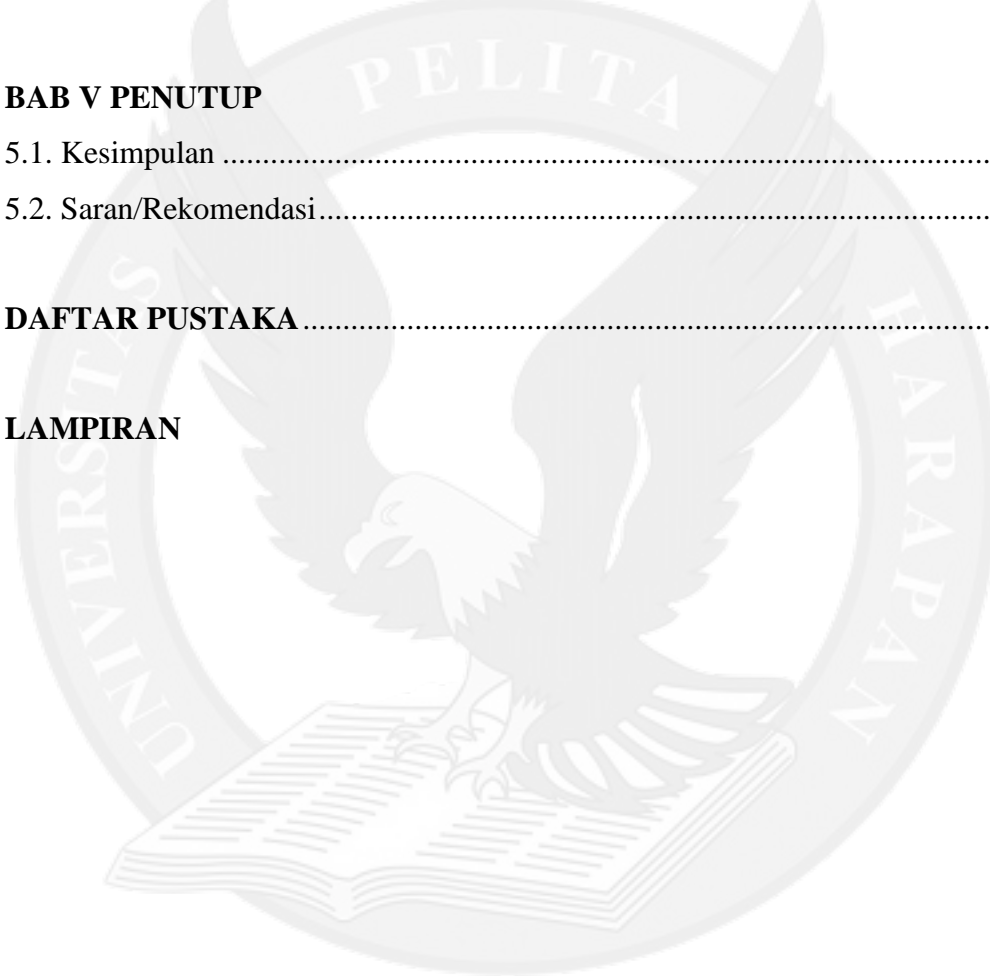 BAB V PENUTUP
5.1. Kesimpulan ..........................................................................................
5.2. Saran/Rekomendasi..........................................................................................
DAFTAR PUSTAKA..........................................................................................
LAMPIRAN
UNIVERSITAS PELITA HARAPAN